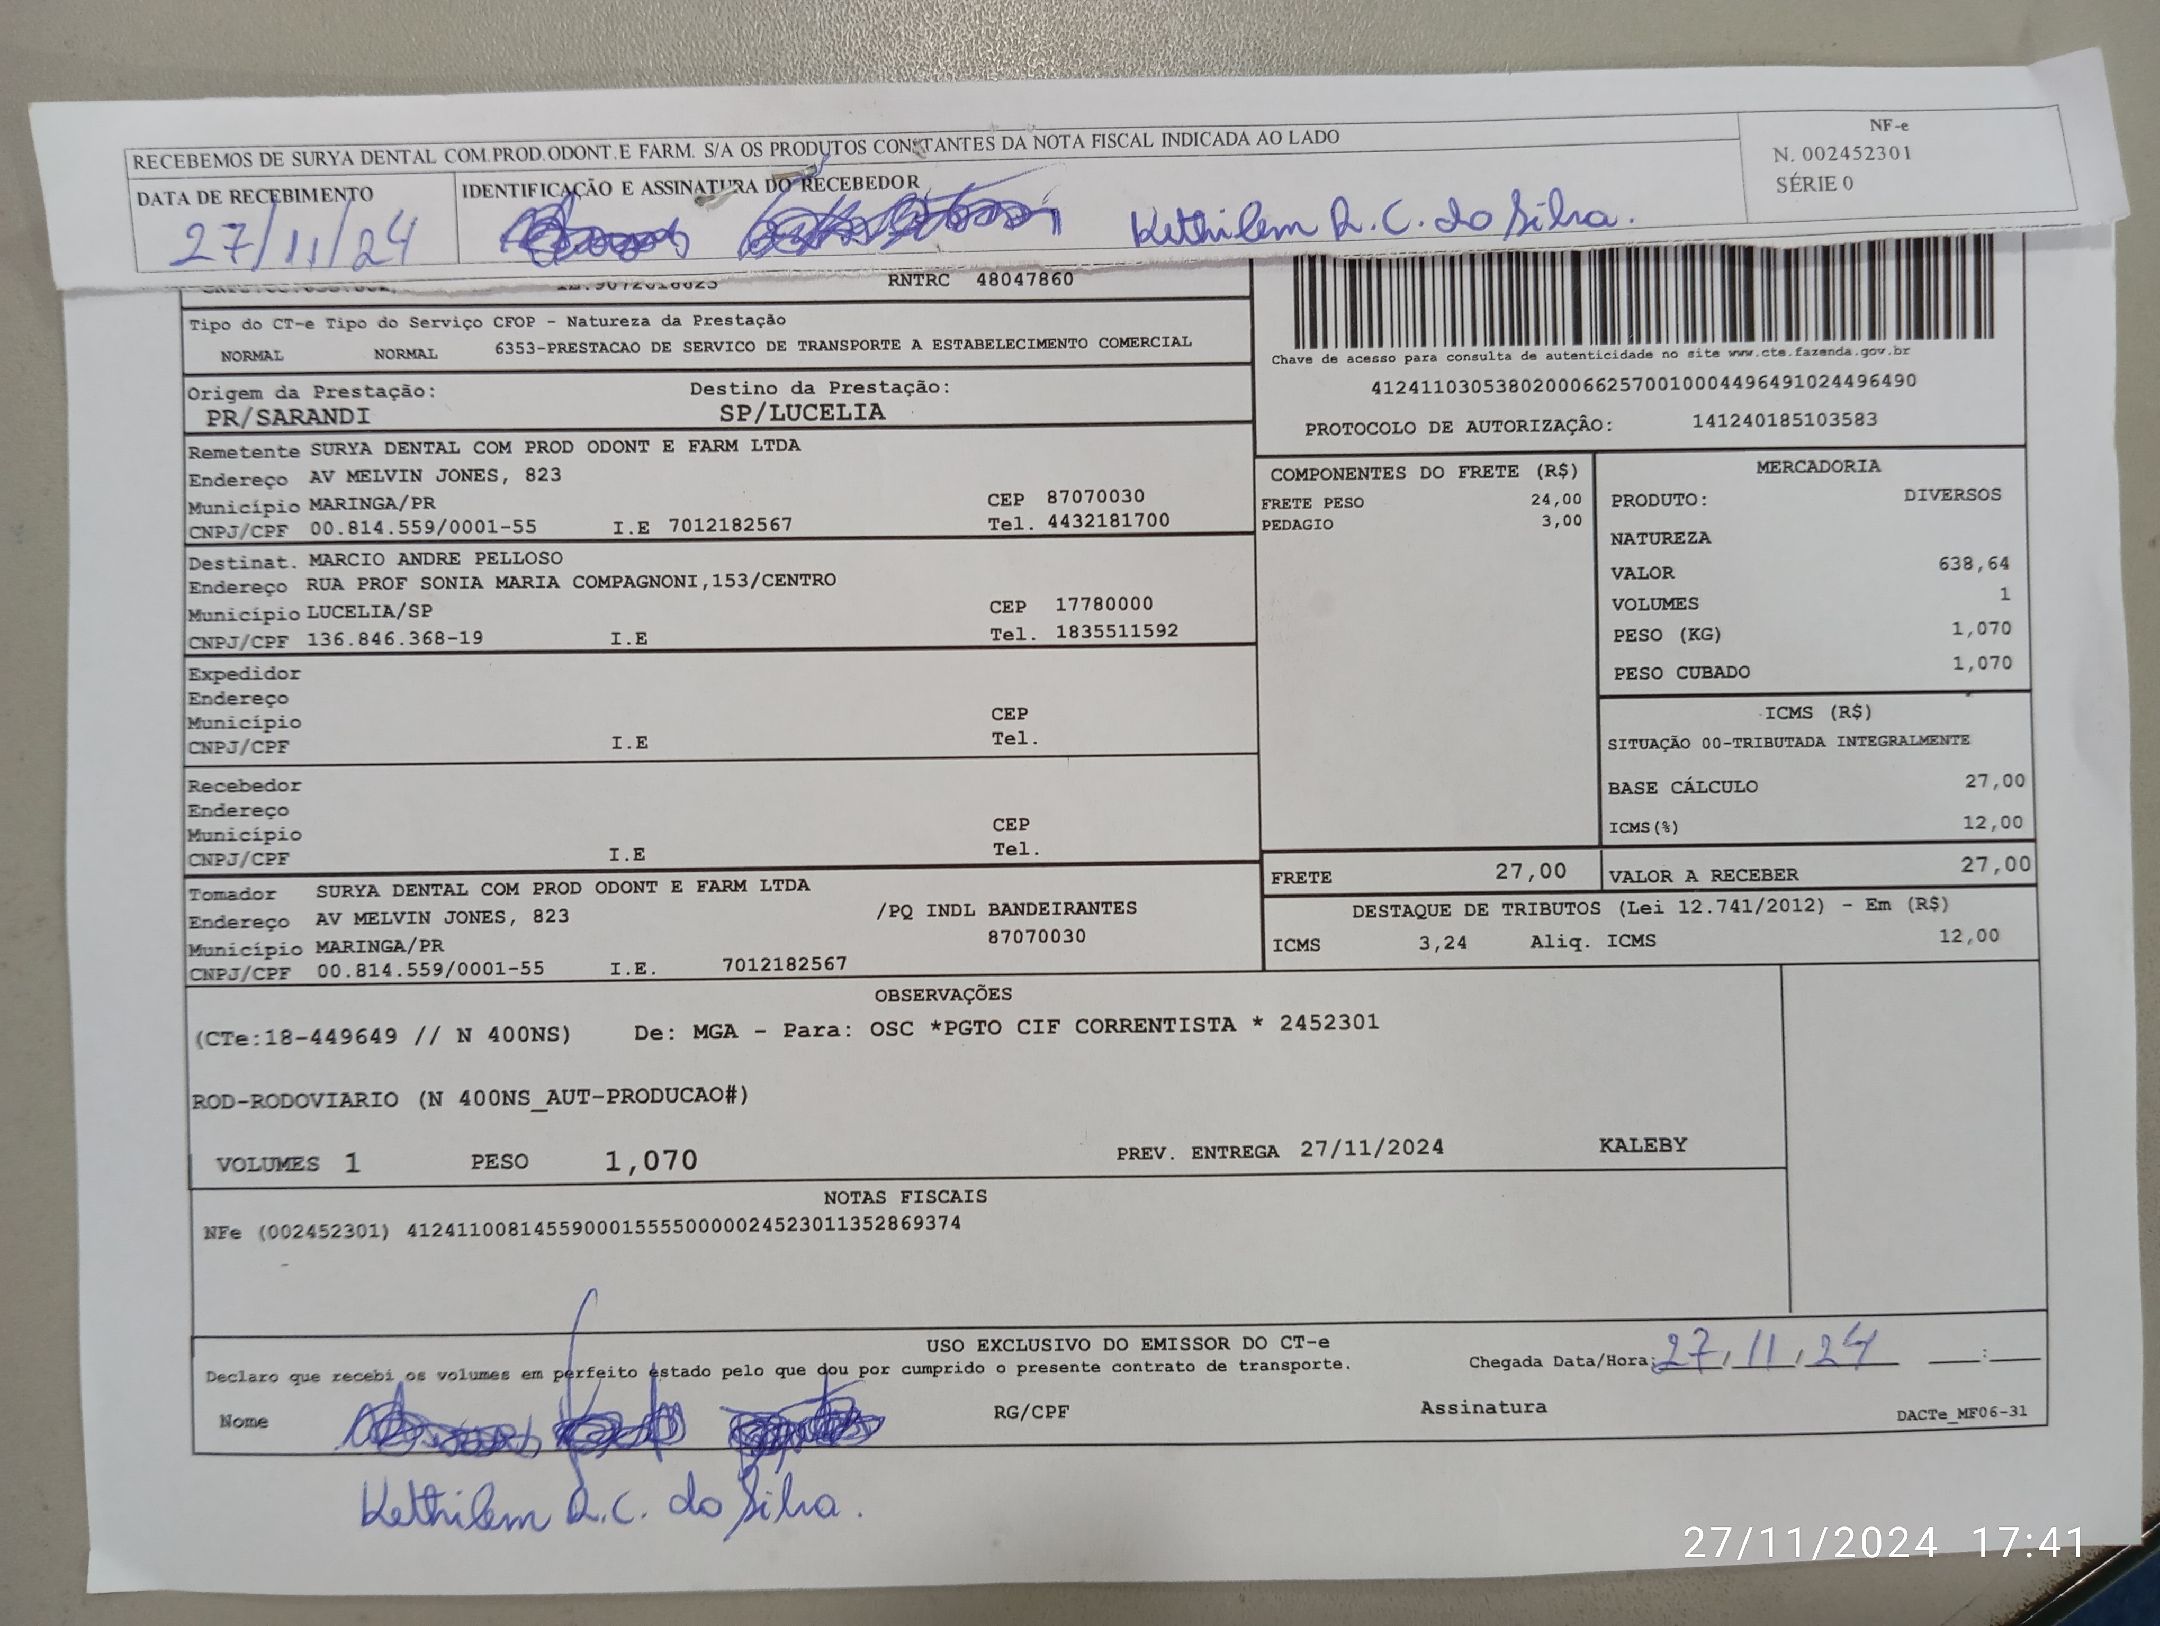 RECEBEMOS DE SURYA DENTAL COM.PROD.ODONT.E FARM. S/A OS PRODUTOS CONSTANTES DA NOTA FISCAL INDICADA AO LADO
NF-e
N. 002452301
SÉRIE 0
DATA DE RECEBIMENTO
27/11/24
IDENTIFICAÇÃO E ASSINATURA DO RECEBEDOR
Kethilem R. C. da Silva.
RNTRC 48047860
Tipo do CT-e Tipo do Serviço CFOP - Natureza da Prestação
NORMAL NORMAL 6353-PRESTACAO DE SERVICO DE TRANSPORTE A ESTABELECIMENTO COMERCIAL
Origem da Prestação: Destino da Prestação:
PR/SARANDI SP/LUCELIA
Chave de acesso para consulta de autenticidade no site www.cte.fazenda.gov.br
41241103053802000662570010004496491024496490
PROTOCOLO DE AUTORIZAÇÂO: 141240185103583
Remetente SURYA DENTAL COM PROD ODONT E FARM LTDA
Endereço AV MELVIN JONES, 823
Município MARINGA/PR CEP 87070030
CNPJ/CPF 00.814.559/0001-55 I.E 7012182567 Tel. 4432181700
Destinat. MARCIO ANDRE PELLOSO
Endereço RUA PROF SONIA MARIA COMPAGNONI,153/CENTRO
Município LUCELIA/SP CEP 17780000
CNPJ/CPF 136.846.368-19 I.E Tel. 1835511592
Expedidor
Endereço
Município CEP
CNPJ/CPF I.E Tel.
Recebedor
Endereço
Município CEP
CNPJ/CPF I.E Tel.
Tomador SURYA DENTAL COM PROD ODONT E FARM LTDA
Endereço AV MELVIN JONES, 823 /PQ INDL BANDEIRANTES
Município MARINGA/PR 87070030
CNPJ/CPF 00.814.559/0001-55 I.E. 7012182567
COMPONENTES DO FRETE (R$)
FRETE PESO 24,00
PEDAGIO 3,00
MERCADORIA
PRODUTO: DIVERSOS
NATUREZA
VALOR 638,64
VOLUMES 1
PESO (KG) 1,070
PESO CUBADO 1,070
ICMS (R$)
SITUAÇÃO 00-TRIBUTADA INTEGRALMENTE
BASE CÁLCULO 27,00
ICMS(%) 12,00
FRETE 27,00 VALOR A RECEBER 27,00
DESTAQUE DE TRIBUTOS (Lei 12.741/2012) - Em (R$)
ICMS 3,24 Aliq. ICMS 12,00
OBSERVAÇÕES
(CTe:18-449649 // N 400NS) De: MGA - Para: OSC *PGTO CIF CORRENTISTA * 2452301
ROD-RODOVIARIO (N 400NS_AUT-PRODUCAO#)
VOLUMES 1 PESO 1,070 PREV. ENTREGA 27/11/2024 KALEBY
NOTAS FISCAIS
NFe (002452301) 41241100814559000155550000024523011352869374
USO EXCLUSIVO DO EMISSOR DO CT-e
Declaro que recebi os volumes em perfeito estado pelo que dou por cumprido o presente contrato de transporte. Chegada Data/Hora: 27/11/24 __:__
Nome RG/CPF Assinatura DACTe_MF06-31
Kethilem R.C. da Silva.
27/11/2024 17:41